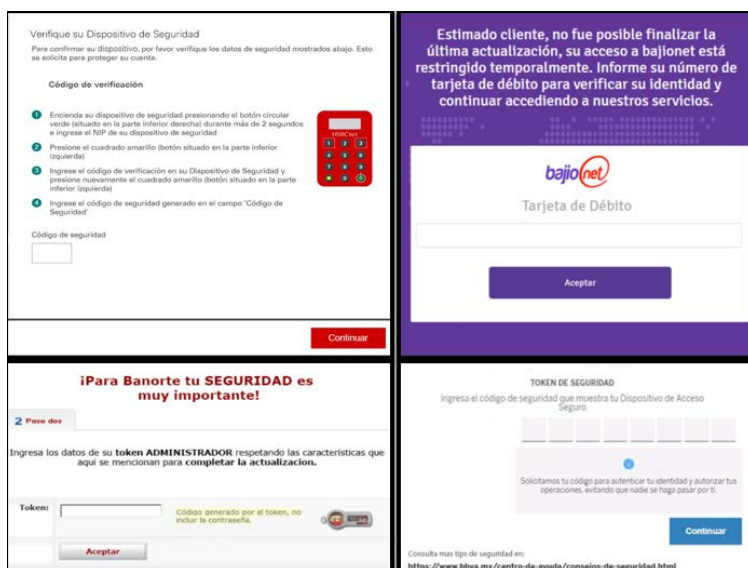 Verifique su Dispositivo de Seguridad
Para confirmar su dispositivo, por favor verifique los datos de seguridad mostrados abajo. Esto
se solicita para proteger su cuenta.
Código de verificación
1 Encienda su dispositivo de seguridad presionando el botón circular
verde (situado en la parte inferior derecha) durante más de 2 segundos
e ingrese el NIP de su dispositivo de seguridad
2 Presione el cuadrado amarillo (botón situado en la parte inferior
izquierda)
3 Ingrese el código de verificación en su Dispositivo de Seguridad y
presione nuevamente el cuadrado amarillo (botón situado en la parte
inferior izquierda)
4 Ingrese el código de seguridad generado en el campo 'Código de
Seguridad'
Código de seguridad
Continuar
Estimado cliente, no fue posible finalizar la
última actualización, su acceso a bajionet está
restringido temporalmente. Informe su número de
tarjeta de débito para verificar su identidad y
continuar accediendo a nuestros servicios.
bajionet
Tarjeta de Débito
Aceptar
¡Para Banorte tu SEGURIDAD es
muy importante!
2 Paso dos
Ingresa los datos de su token ADMINISTRADOR respetando las características que
aqui se mencionan para completar la actualizacion.
Token:
Código generado por el token, no
incluir la contraseña.
Aceptar
TOKEN DE SEGURIDAD
Ingresa el código de seguridad que muestra tu Dispositivo de Acceso
Seguro
Solicitamos tu código para autenticar tu identidad y autorizar tus
operaciones, evitando que nadie se haga pasar por ti.
Continuar
Consulta mas tips de seguridad en:
https://www.bbva.mx/centro-de-ayuda/consejos-de-seguridad.html